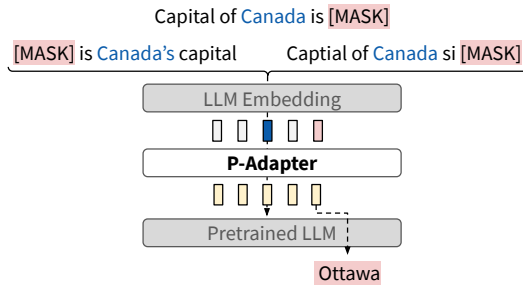 Capital of Canada is [MASK]
[MASK] is Canada's capital
Captial of Canada si [MASK]
LLM Embedding
P-Adapter
Pretrained LLM
Ottawa